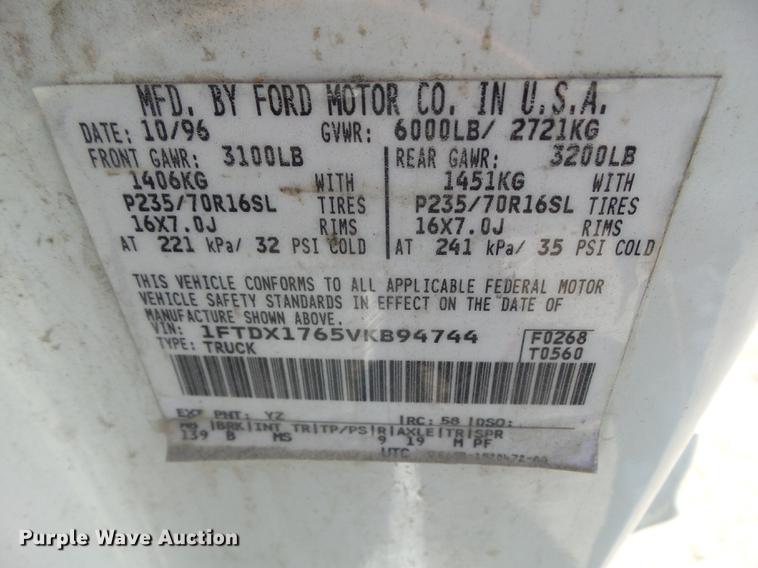 MFD. BY FORD MOTOR CO. IN U.S.A.
DATE: 10/96 GVWR: 6000LB/ 2721KG
FRONT GAWR: 3100LB REAR GAWR: 3200LB
1406KG WITH 1451KG WITH
P235/70R16SL TIRES P235/70R16SL TIRES
16X7.0J RIMS 16X7.0J RIMS
AT 221 kPa/ 32 PSI COLD AT 241 kPa/ 35 PSI COLD
THIS VEHICLE CONFORMS TO ALL APPLICABLE FEDERAL MOTOR
VEHICLE SAFETY STANDARDS IN EFFECT ON THE DATE OF
MANUFACTURE SHOWN ABOVE.
VIN: 1FTDX1765VKB94744 F0268
TYPE: TRUCK T0560
EXT PNT: YZ RC: 58 DSO:
WB BRK INT TR TP/PS R AXLE TR SPR
139 B MS 9 19 M PF
UTC
Purple Wave Auction